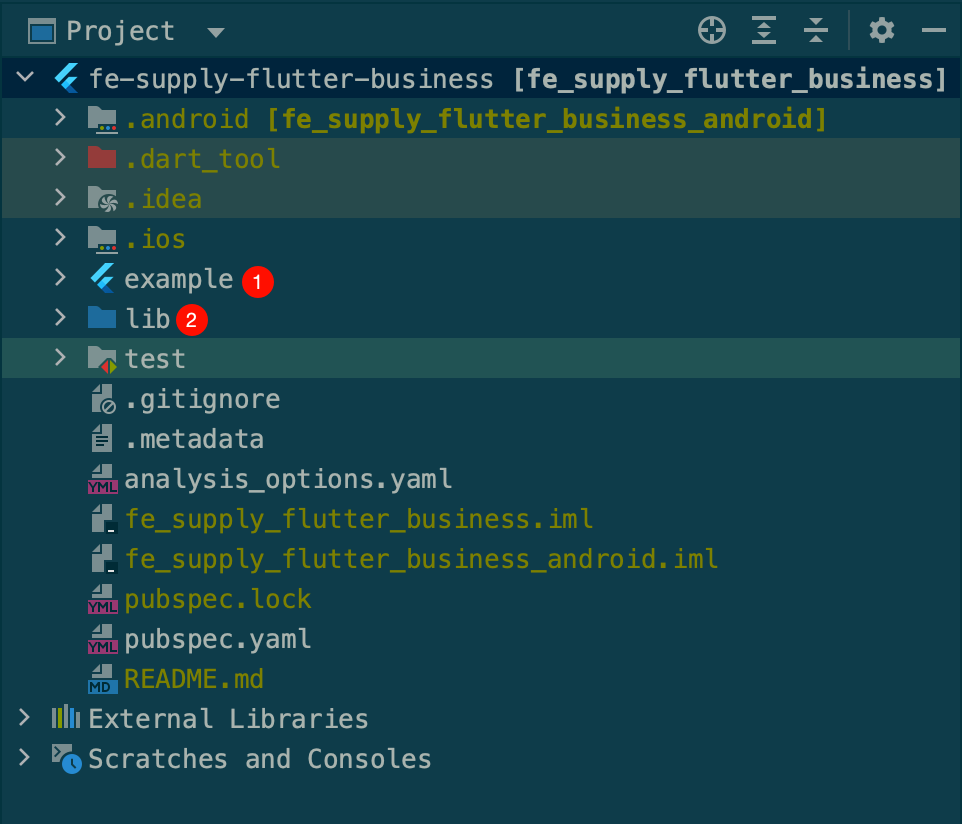 Project
fe-supply-flutter-business [fe_supply_flutter_business]
.android [fe_supply_flutter_business_android]
.dart_tool
.idea
.ios
example 1
lib 2
test
.gitignore
.metadata
YML analysis_options.yaml
fe_supply_flutter_business.iml
fe_supply_flutter_business_android.iml
YML pubspec.lock
YML pubspec.yaml
MD README.md
External Libraries
Scratches and Consoles